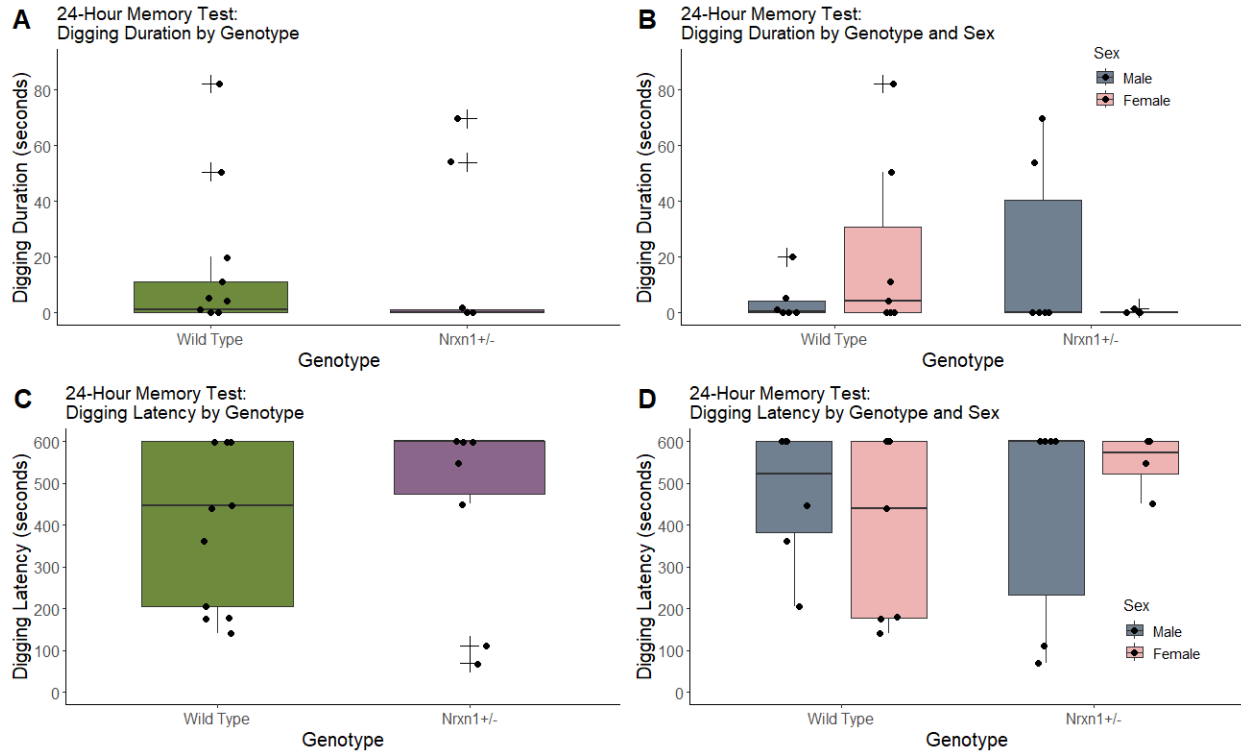 A
24-Hour Memory Test:
Digging Duration by Genotype
Digging Duration (seconds)
80
60
40
20
0
Wild Type
Nrxn1+/-
Genotype
B
24-Hour Memory Test:
Digging Duration by Genotype and Sex
Digging Duration (seconds)
80
60
40
20
0
Sex
Male
Female
Wild Type
Nrxn1+/-
Genotype
C
24-Hour Memory Test:
Digging Latency by Genotype
Digging Latency (seconds)
600
500
400
300
200
100
0
Wild Type
Nrxn1+/-
Genotype
D
24-Hour Memory Test:
Digging Latency by Genotype and Sex
Digging Latency (seconds)
600
500
400
300
200
100
0
Sex
Male
Female
Wild Type
Nrxn1+/-
Genotype